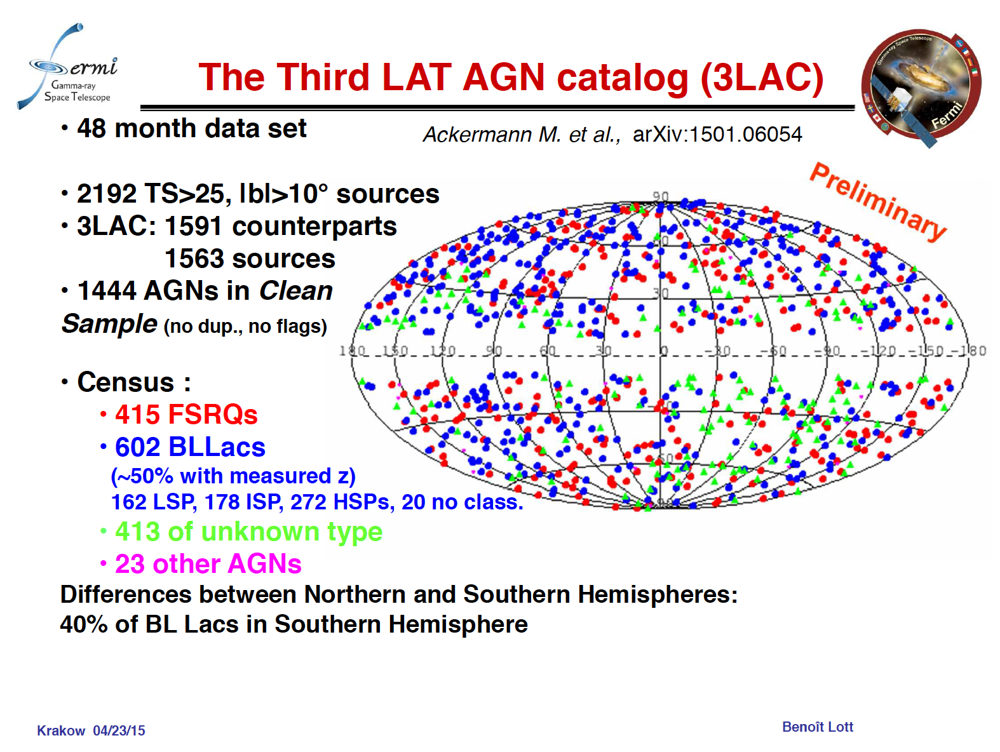 Fermi
Gamma-ray
Space Telescope
The Third LAT AGN catalog (3LAC)
Gamma-ray Space Telescope
Fermi
• 48 month data set
Ackermann M. et al., arXiv:1501.06054
• 2192 TS>25, |b|>10° sources
• 3LAC: 1591 counterparts
1563 sources
• 1444 AGNs in Clean
Sample (no dup., no flags)
Preliminary
90
60
30
180 150 120 90 60 30 0 -30 -60 -90 -120 -150 -180
-60
-90
• Census :
• 415 FSRQs
• 602 BLLacs
(~50% with measured z)
162 LSP, 178 ISP, 272 HSPs, 20 no class.
• 413 of unknown type
• 23 other AGNs
Differences between Northern and Southern Hemispheres:
40% of BL Lacs in Southern Hemisphere
Krakow 04/23/15
Benoît Lott